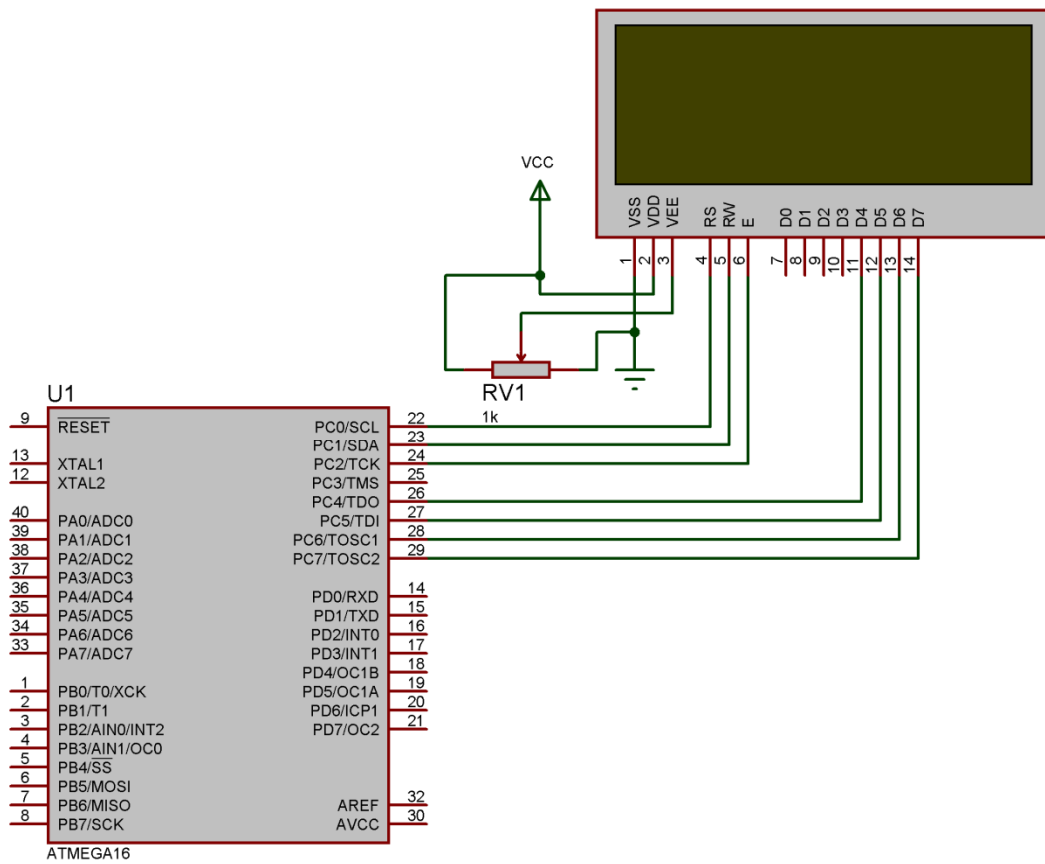 VCC
VSS
VDD
VEE
RS
RW
E
D0
D1
D2
D3
D4
D5
D6
D7
1
2
3
4
5
6
7
8
9
10
11
12
13
14
RV1
1k
U1
9 RESET PC0/SCL 22
PC1/SDA 23
13 XTAL1 PC2/TCK 24
12 XTAL2 PC3/TMS 25
PC4/TDO 26
40 PA0/ADC0 PC5/TDI 27
39 PA1/ADC1 PC6/TOSC1 28
38 PA2/ADC2 PC7/TOSC2 29
37 PA3/ADC3
36 PA4/ADC4 PD0/RXD 14
35 PA5/ADC5 PD1/TXD 15
34 PA6/ADC6 PD2/INT0 16
33 PA7/ADC7 PD3/INT1 17
PD4/OC1B 18
1 PB0/T0/XCK PD5/OC1A 19
2 PB1/T1 PD6/ICP1 20
3 PB2/AIN0/INT2 PD7/OC2 21
4 PB3/AIN1/OC0
5 PB4/SS
6 PB5/MOSI
7 PB6/MISO AREF 32
8 PB7/SCK AVCC 30
ATMEGA16